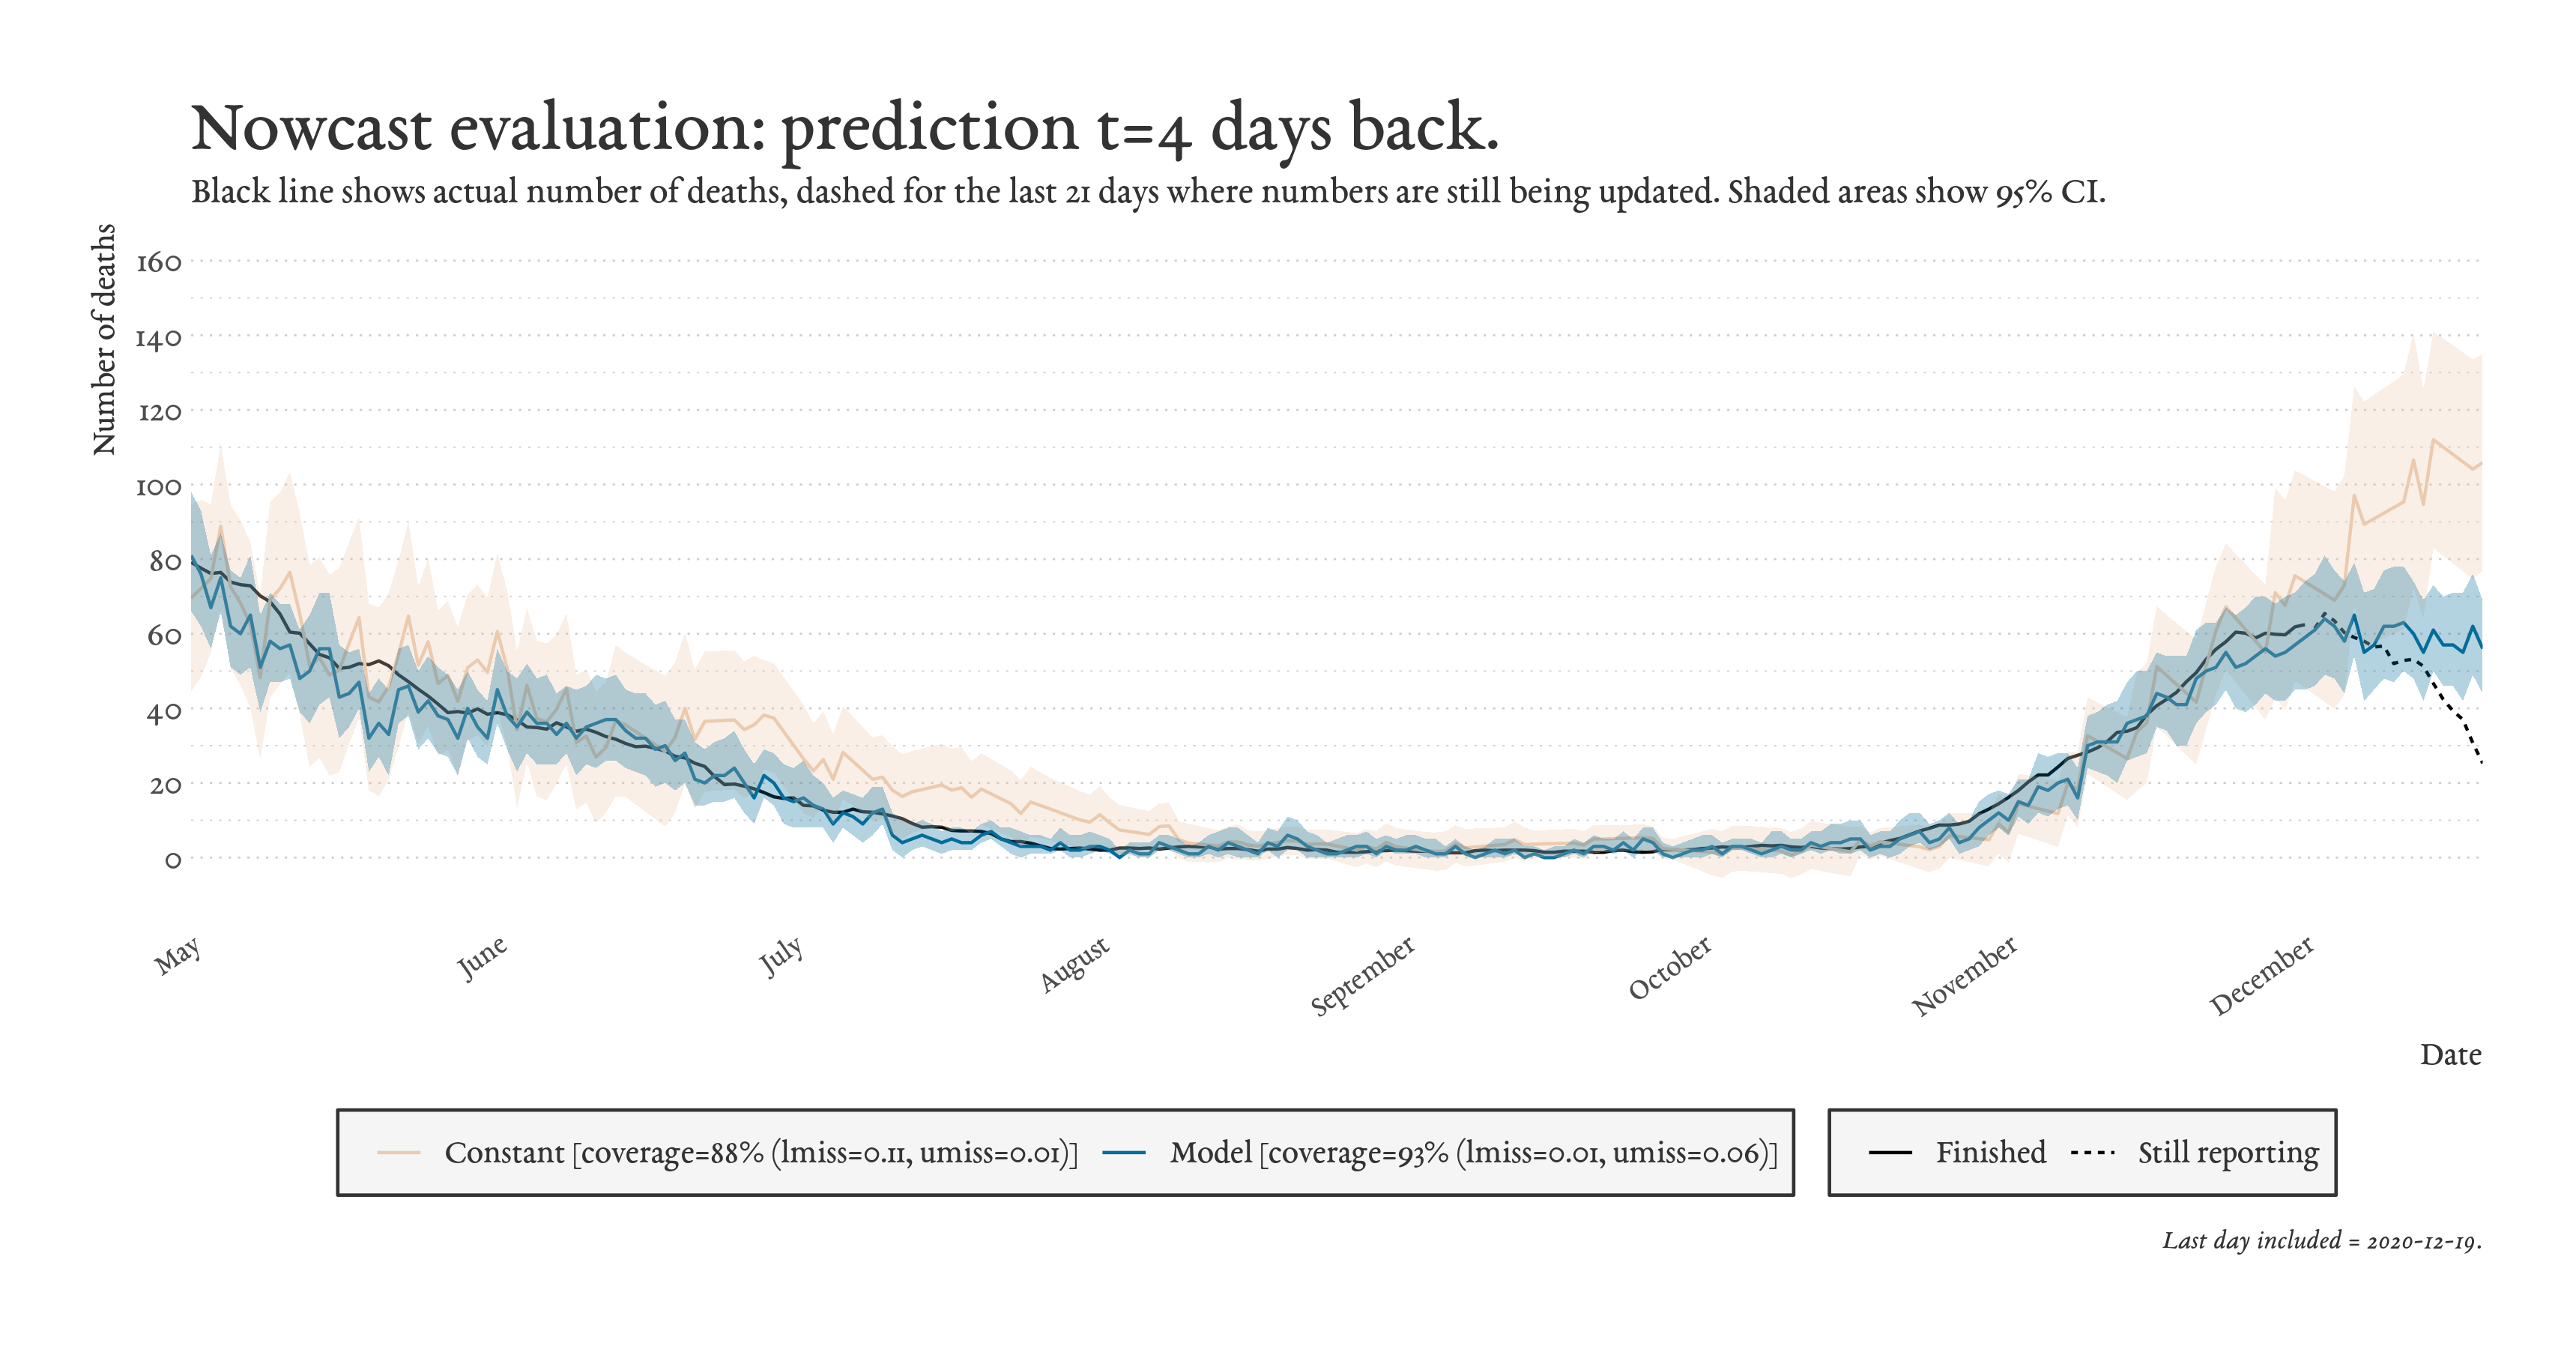 Nowcast evaluation: prediction t=4 days back.
Black line shows actual number of deaths, dashed for the last 21 days where numbers are still being updated. Shaded areas show 95% CI.
Number of deaths
160
140
120
100
80
60
40
20
0
May
June
July
August
September
October
November
December
Date
Constant [coverage=88% (lmiss=0.11, umiss=0.01)]
Model [coverage=93% (lmiss=0.01, umiss=0.06)]
Finished
Still reporting
Last day included = 2020-12-19.